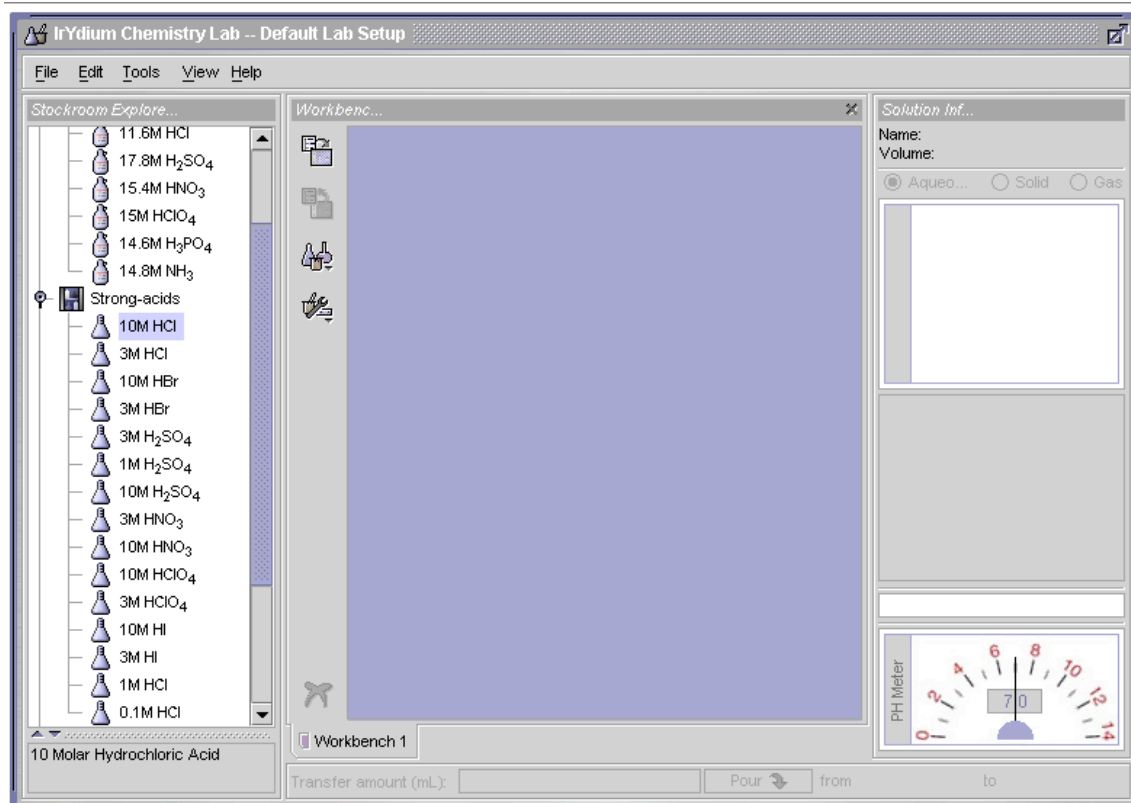 IrYdium Chemistry Lab -- Default Lab Setup
File Edit Tools View Help
Stockroom Explore...
11.6M HCl
17.8M H₂SO₄
15.4M HNO₃
15M HClO₄
14.6M H₃PO₄
14.8M NH₃
Strong-acids
10M HCl
3M HCl
10M HBr
3M HBr
3M H₂SO₄
1M H₂SO₄
10M H₂SO₄
3M HNO₃
10M HNO₃
10M HClO₄
3M HClO₄
10M HI
3M HI
1M HCl
0.1M HCl
10 Molar Hydrochloric Acid
Workbenc...
Workbench 1
Transfer amount (mL): Pour from to
Solution Inf...
Name:
Volume:
Aqueo... Solid Gas
PH Meter
0 2 4 6 8 10 12 14
7.0